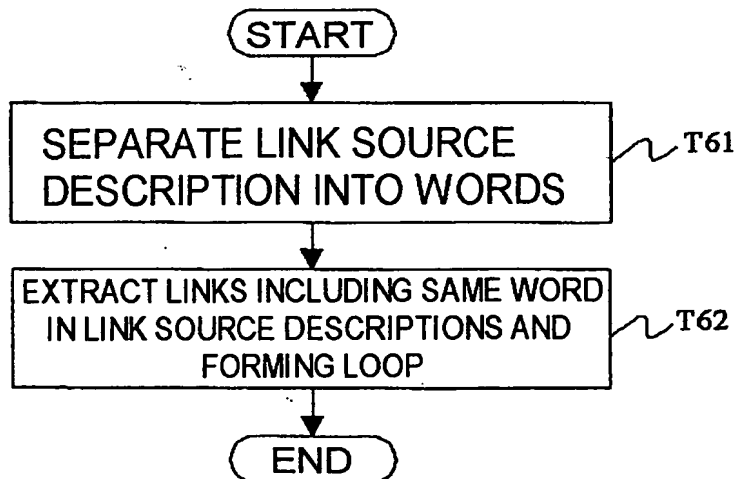 START
SEPARATE LINK SOURCE
DESCRIPTION INTO WORDS
T61
EXTRACT LINKS INCLUDING SAME WORD
IN LINK SOURCE DESCRIPTIONS AND
FORMING LOOP
T62
END